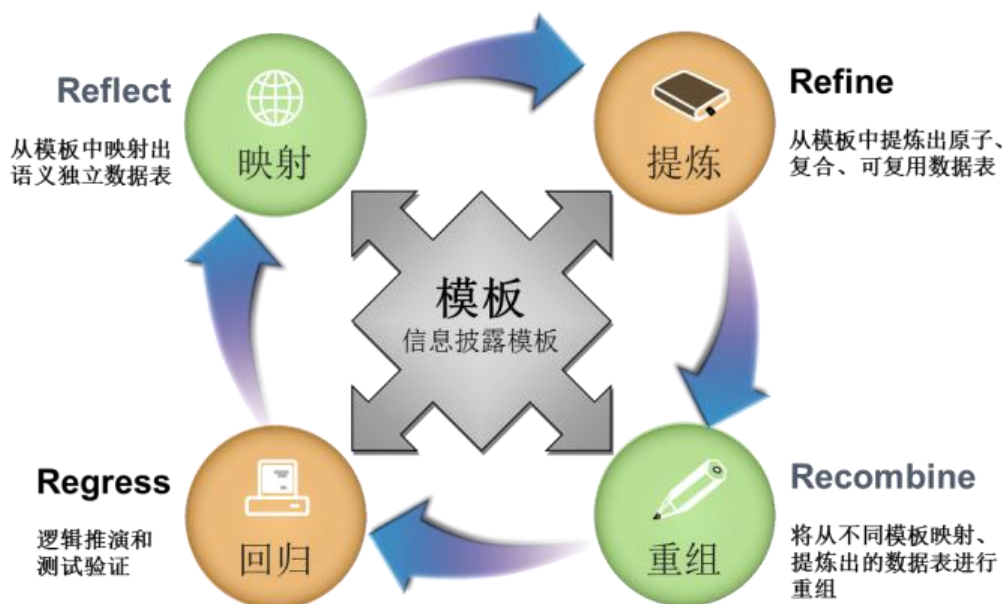 Reflect
从模板中映射出
语义独立数据表
映射
提炼
Refine
从模板中提炼出原子、
复合、可复用数据表
模板
信息披露模板
Regress
逻辑推演和
测试验证
回归
重组
Recombine
将从不同模板映射、
提炼出的数据表进行
重组